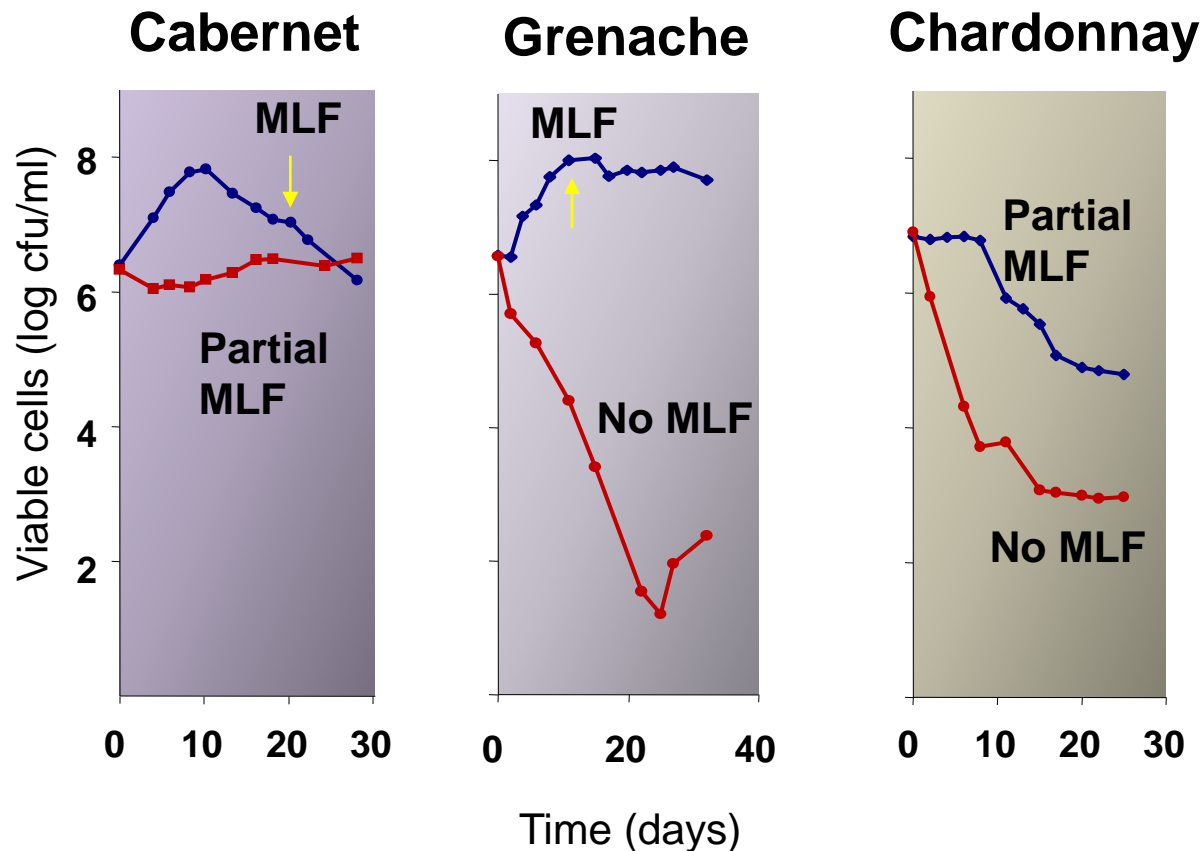 Cabernet
Grenache
Chardonnay
Viable cells (log cfu/ml)
8
6
4
2
MLF
Partial
MLF
0 10 20 30
MLF
No MLF
0 20 40
Partial
MLF
No MLF
0 10 20 30
Time (days)